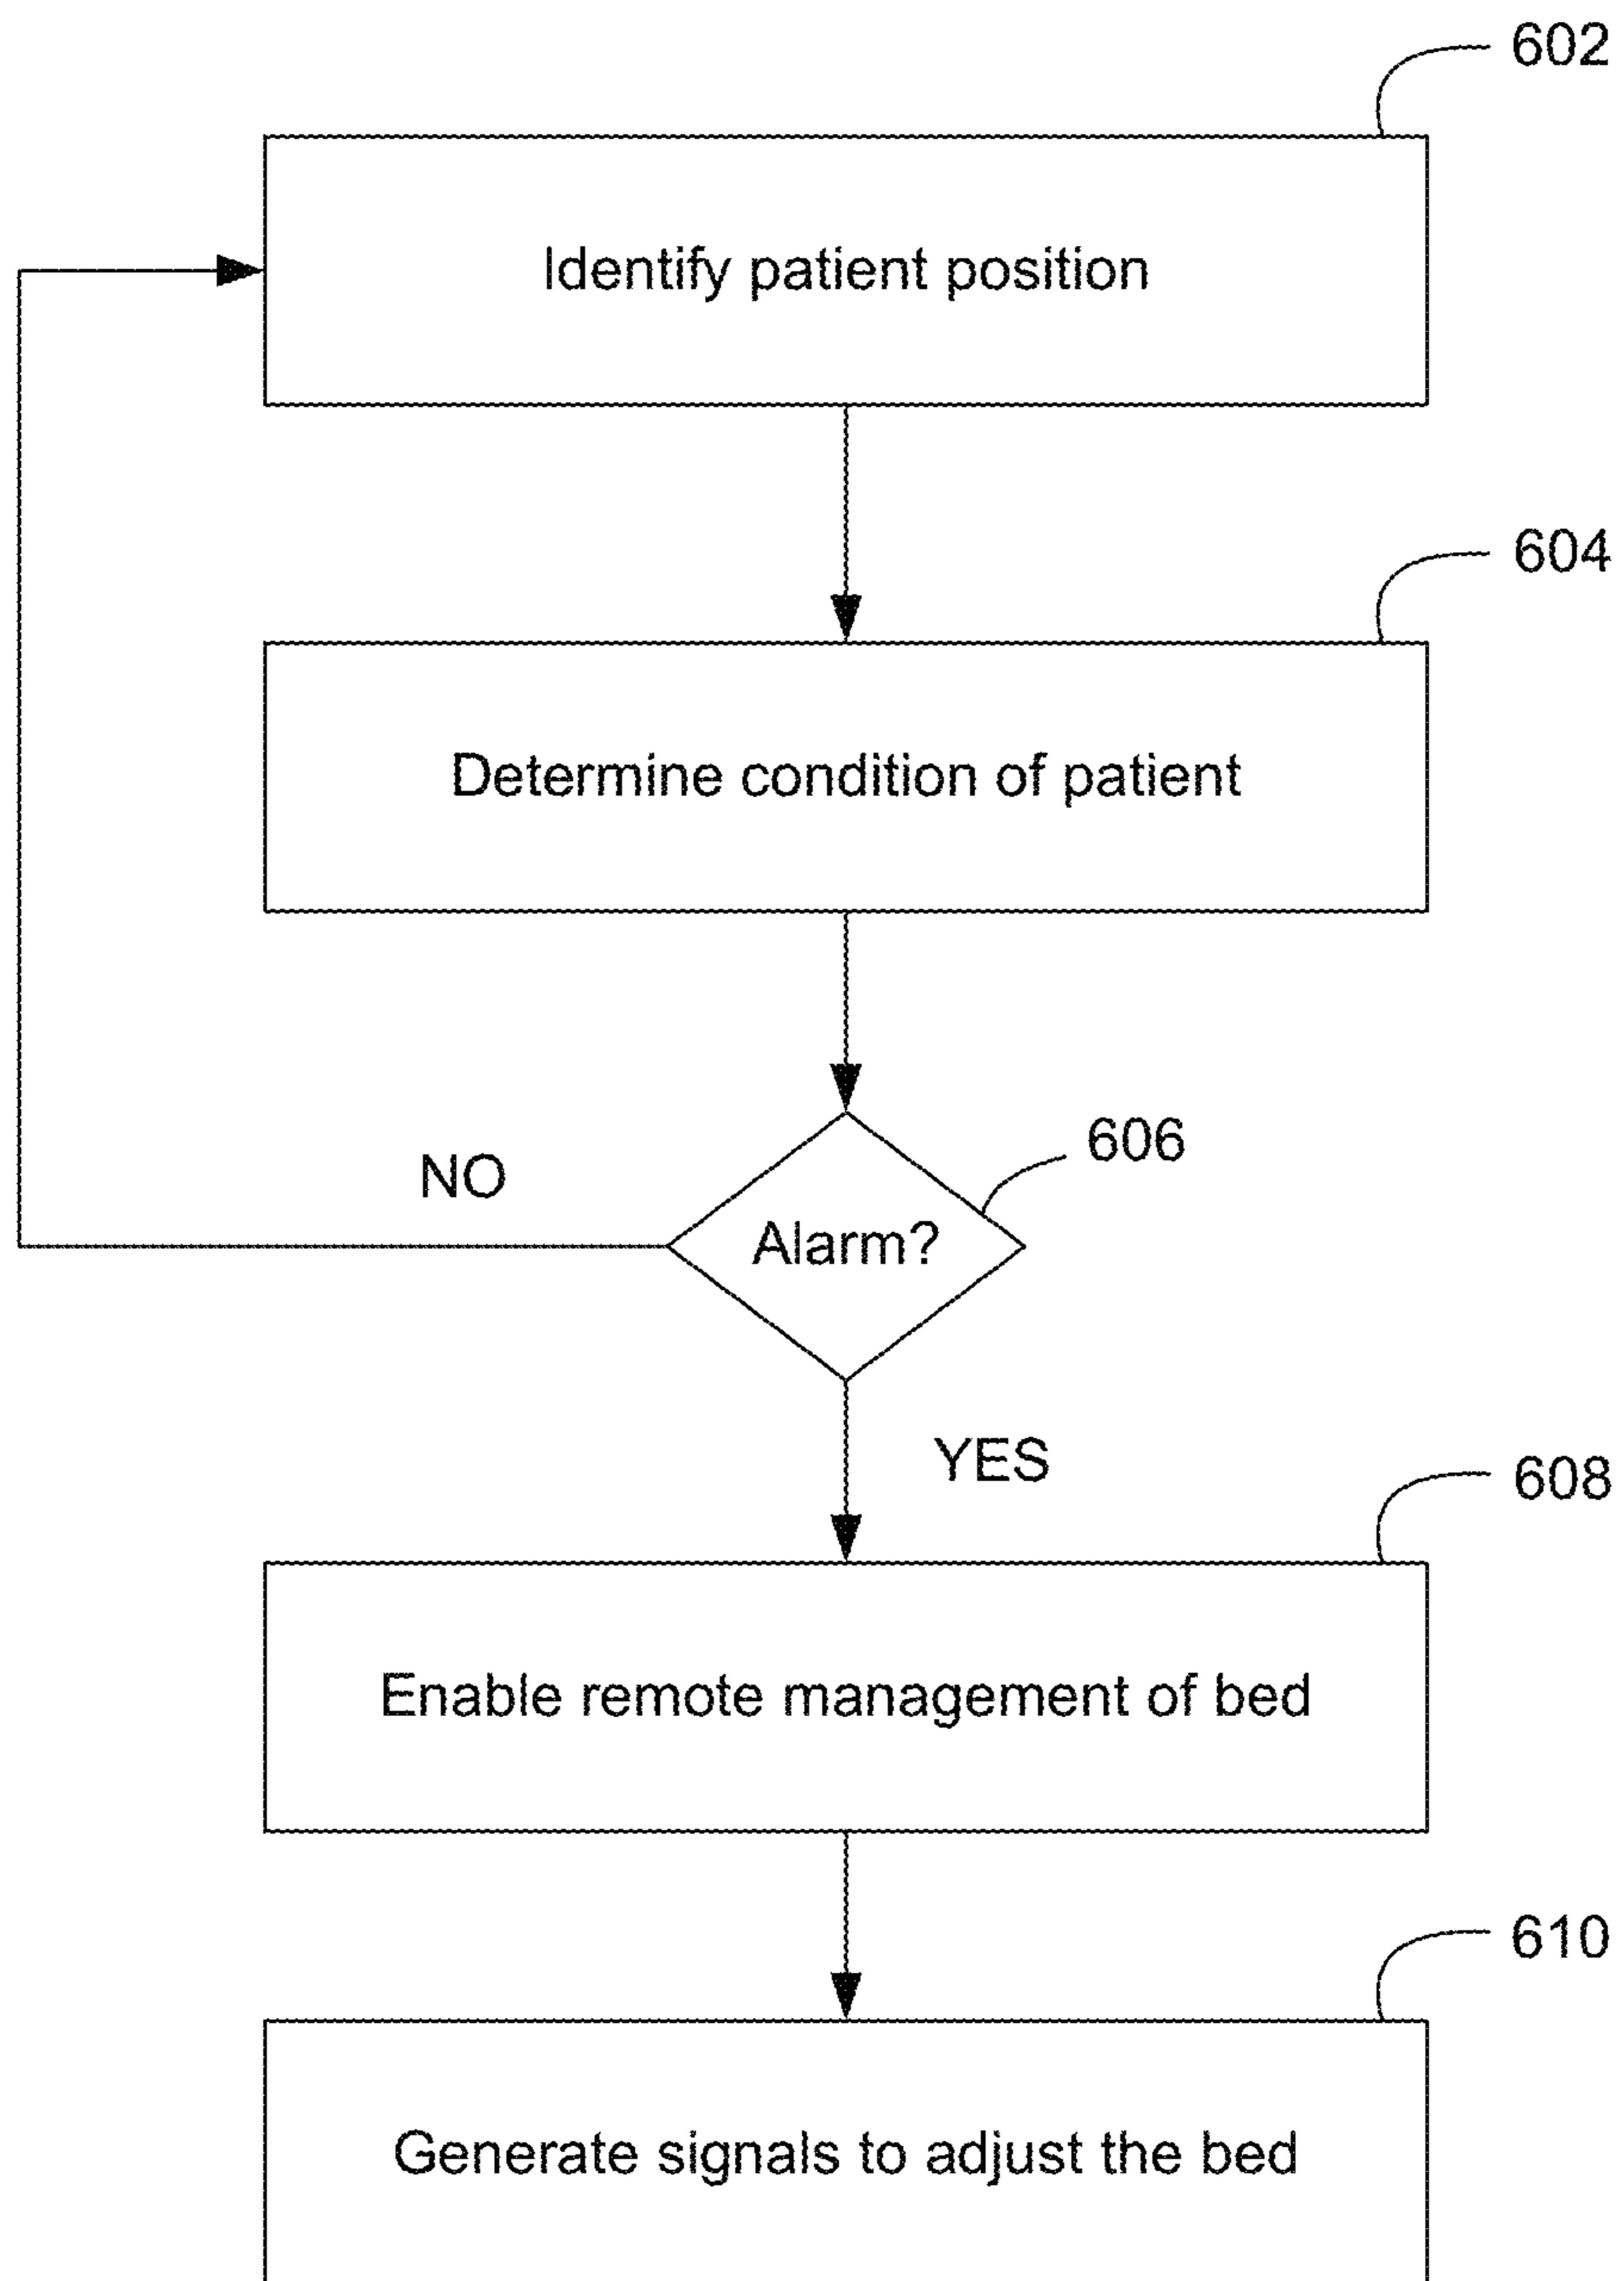 602
Identify patient position
604
Determine condition of patient
606
NO
Alarm?
YES
608
Enable remote management of bed
610
Generate signals to adjust the bed